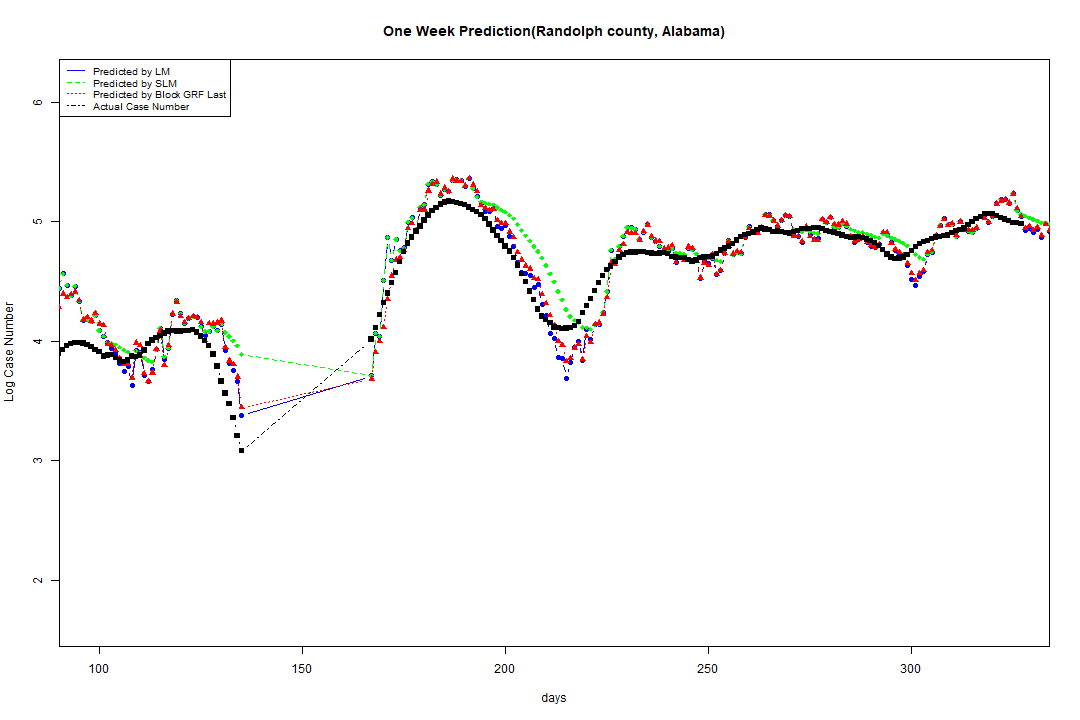 One Week Prediction(Randolph county, Alabama)
Predicted by LM
Predicted by SLM
Predicted by Block GRF Last
Actual Case Number
6
5
4
3
2
Log Case Number
100
150
200
250
300
days